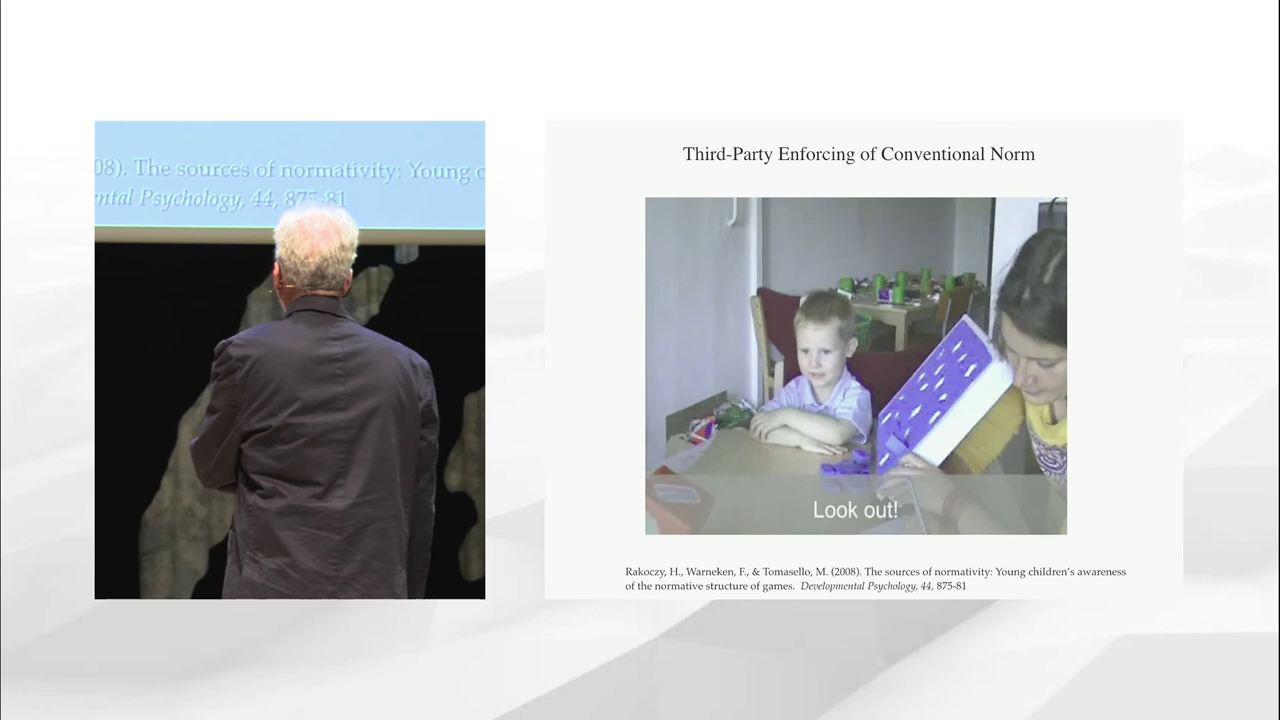 08). The sources of normativity: Young c
ntal Psychology, 44, 875-81
Third-Party Enforcing of Conventional Norm
Look out!
Rakoczy, H., Warneken, F., & Tomasello, M. (2008). The sources of normativity: Young children's awareness
of the normative structure of games. Developmental Psychology, 44, 875-81